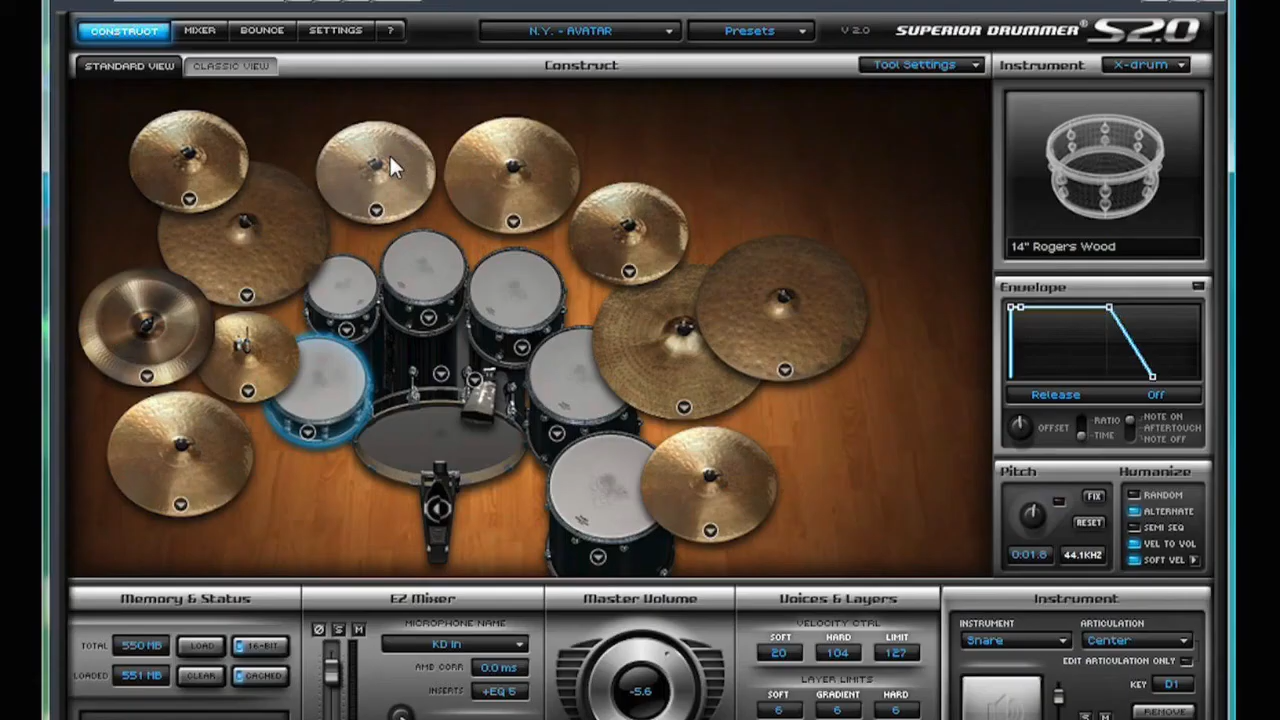 CONSTRUCT MIXER BOUNCE SETTINGS ? N.Y. - AVATAR Presets V 2.0 SUPERIOR DRUMMER® S2.0
STANDARD VIEW CLASSIC VIEW Construct Tool Settings Instrument X-drum
14" Rogers Wood
Envelope
Release Off
OFFSET RATIO TIME NOTE ON AFTERTOUCH NOTE OFF
Pitch Humanize
FIX RANDOM
ALTERNATE
RESET SEMI SEQ
VEL TO VOL
0:01.6 44.1KHZ SOFT VEL
Memory & Status EZ Mixer Master Volume Voices & Layers Instrument
MICROPHONE NAME VELOCITY CTRL INSTRUMENT ARTICULATION
SOFT HARD LIMIT
TOTAL 550 MB LOAD 16-BIT KD In 20 104 127 Snare Center
AMB CORR 0.0 ms EDIT ARTICULATION ONLY
LOADED 551 MB CLEAR CACHED INSERTS +EQ 5 -5.6 LAYER LIMITS KEY D1
SOFT GRADIENT HARD
6 6 6 S M REMOVE